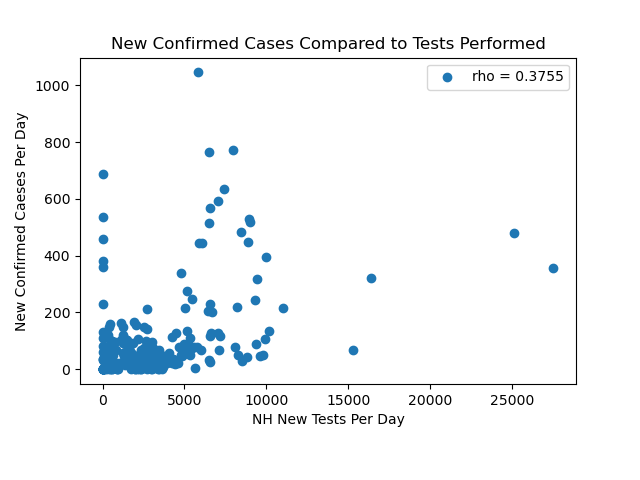 New Confirmed Cases Compared to Tests Performed
rho = 0.3755
1000
800
600
400
200
0
New Confirmed Caeses Per Day
0 5000 10000 15000 20000 25000
NH New Tests Per Day